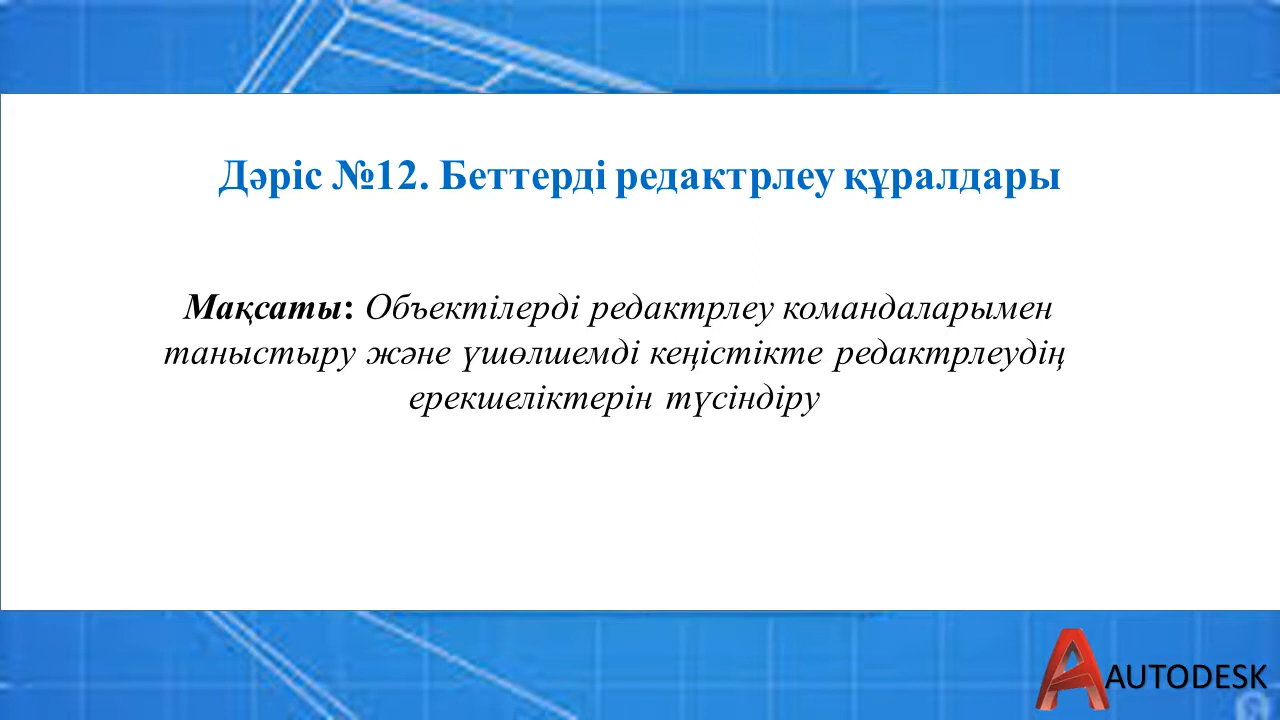 Дәріс №12. Беттерді редактрлеу құралдары
Мақсаты: Объектілерді редактрлеу командаларымен
таныстыру және үшөлшемді кеңістікте редактрлеудің
ерекшеліктерін түсіндіру
AUTODESK